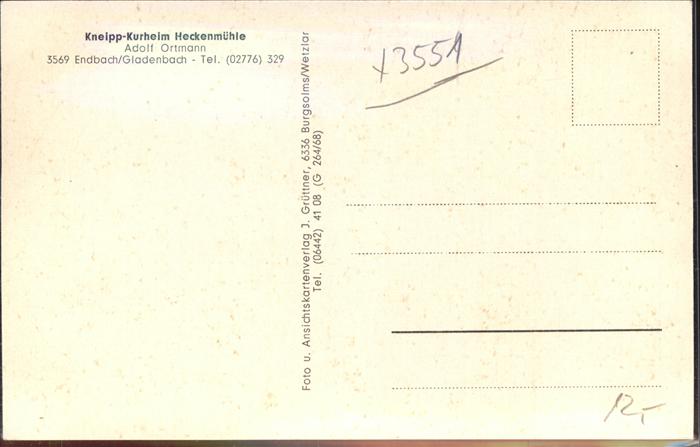 Kneipp-Kurheim Heckenmühle
Adolf Ortmann
3569 Endbach/Gladenbach - Tel. (02776) 329
Foto u. Ansichtskartenverlag J. Grüttner, 6336 Burgsolms/Wetzlar
Tel. (06442) 41 08 (G 264/68)
x3551
12,-